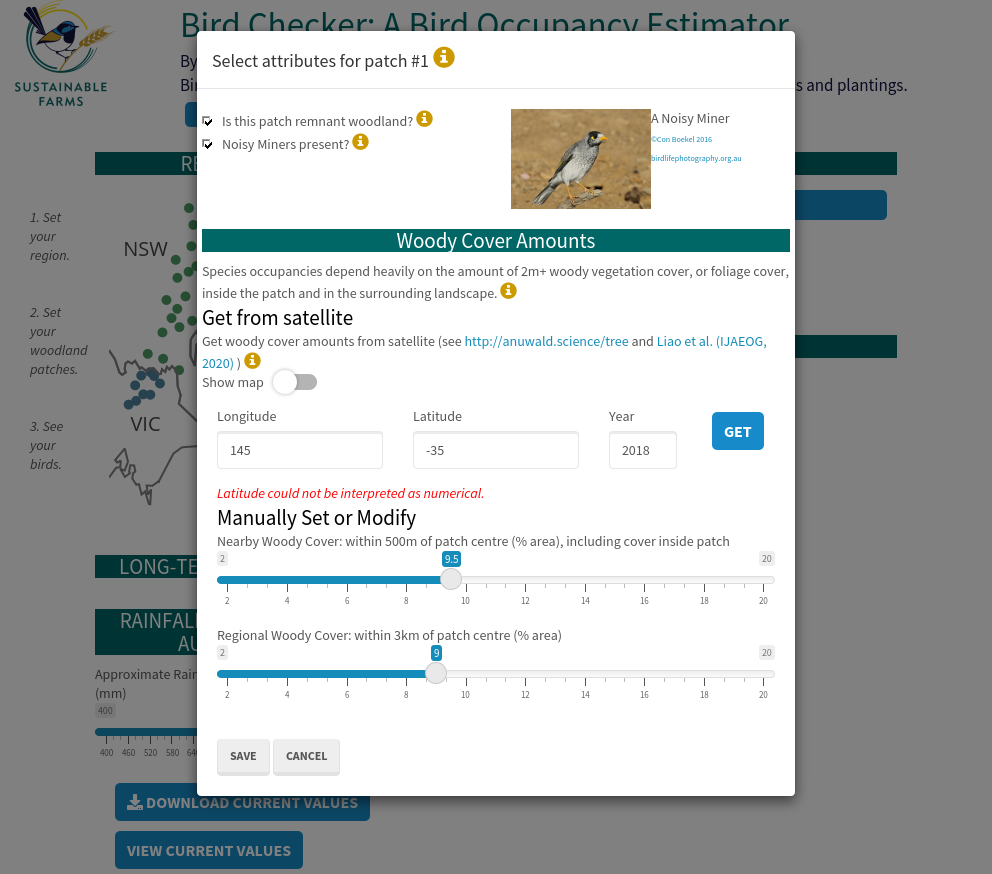 Bird Checker: A Bird Occupancy Estimator
By
Bir
s and plantings.
SUSTAINABLE
FARMS
Select attributes for patch #1
Is this patch remnant woodland?
Noisy Miners present?
A Noisy Miner
©Con Boekel 2016
birdlifephotography.org.au
RE
1. Set
your
region.
NSW
2. Set
your
woodland
patches.
VIC
3. See
your
birds.
Woody Cover Amounts
Species occupancies depend heavily on the amount of 2m+ woody vegetation cover, or foliage cover,
inside the patch and in the surrounding landscape.
Get from satellite
Get woody cover amounts from satellite (see http://anuwald.science/tree and Liao et al. (IJAEOG,
2020) )
Show map
Longitude Latitude Year
145 -35 2018 GET
Latitude could not be interpreted as numerical.
Manually Set or Modify
Nearby Woody Cover: within 500m of patch centre (% area), including cover inside patch
2 9.5 20
2 4 6 8 10 12 14 16 18 20
Regional Woody Cover: within 3km of patch centre (% area)
2 9 20
2 4 6 8 10 12 14 16 18 20
SAVE CANCEL
LONG-TE
RAINFAL
AU
Approximate Rain
(mm)
400
400 460 520 580 640
DOWNLOAD CURRENT VALUES
VIEW CURRENT VALUES